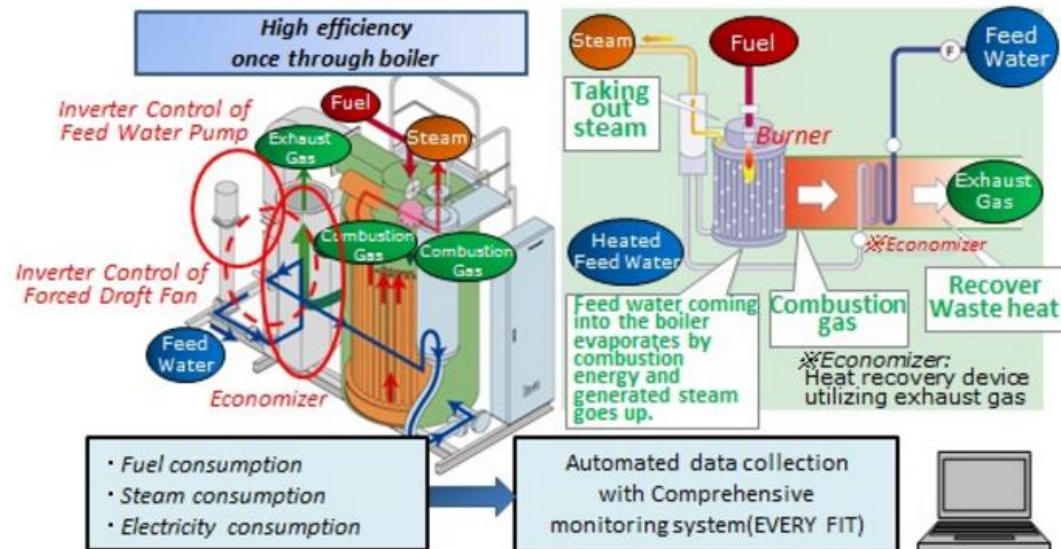 High efficiency
once through boiler
Inverter Control of
Feed Water Pump
Fuel
Exhaust
Gas
Steam
Combustion
Gas
Combustion
Gas
Inverter Control of
Forced Draft Fan
Feed
Water
Economizer
Steam
Fuel
Feed
Water
F
Taking
out
steam
Burner
Exhaust
Gas
※Economizer
Heated
Feed Water
Feed water coming
into the boiler
evaporates by
combustion
energy and
generated steam
goes up.
Combustion
gas
Recover
Waste heat
※Economizer:
Heat recovery device
utilizing exhaust gas
・Fuel consumption
・Steam consumption
・Electricity consumption
Automated data collection
with Comprehensive
monitoring system(EVERY FIT)